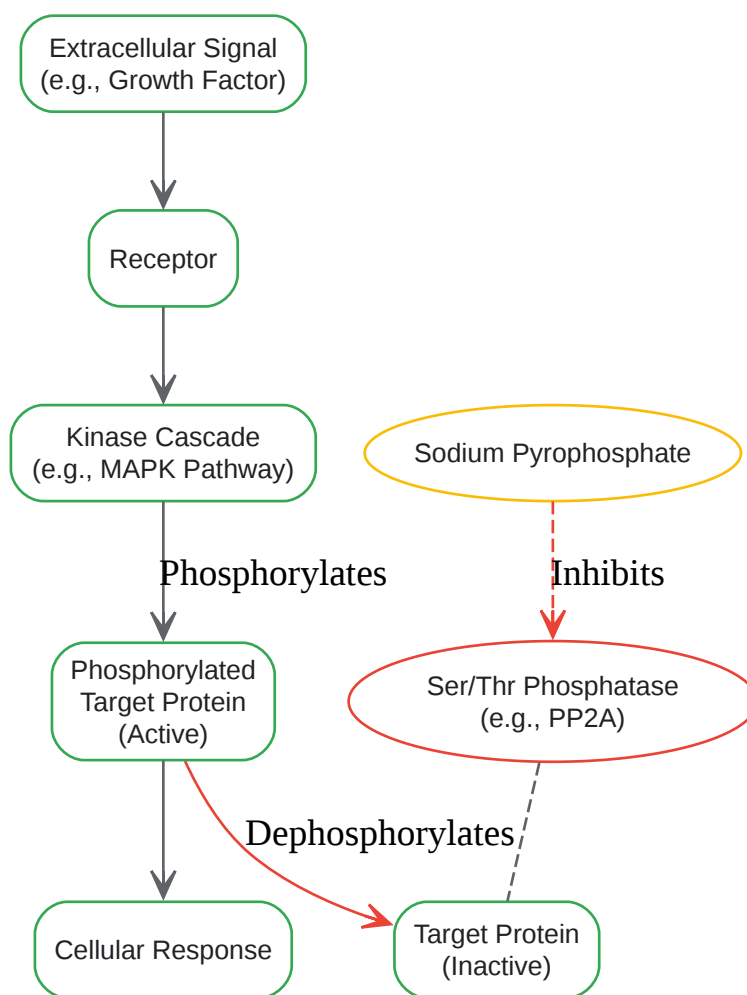 Extracellular Signal
(e.g., Growth Factor)
Receptor
Kinase Cascade
(e.g., MAPK Pathway)
Sodium Pyrophosphate
Phosphorylates
Inhibits
Phosphorylated
Target Protein
(Active)
Ser/Thr Phosphatase
(e.g., PP2A)
Dephosphorylates
Cellular Response
Target Protein
(Inactive)